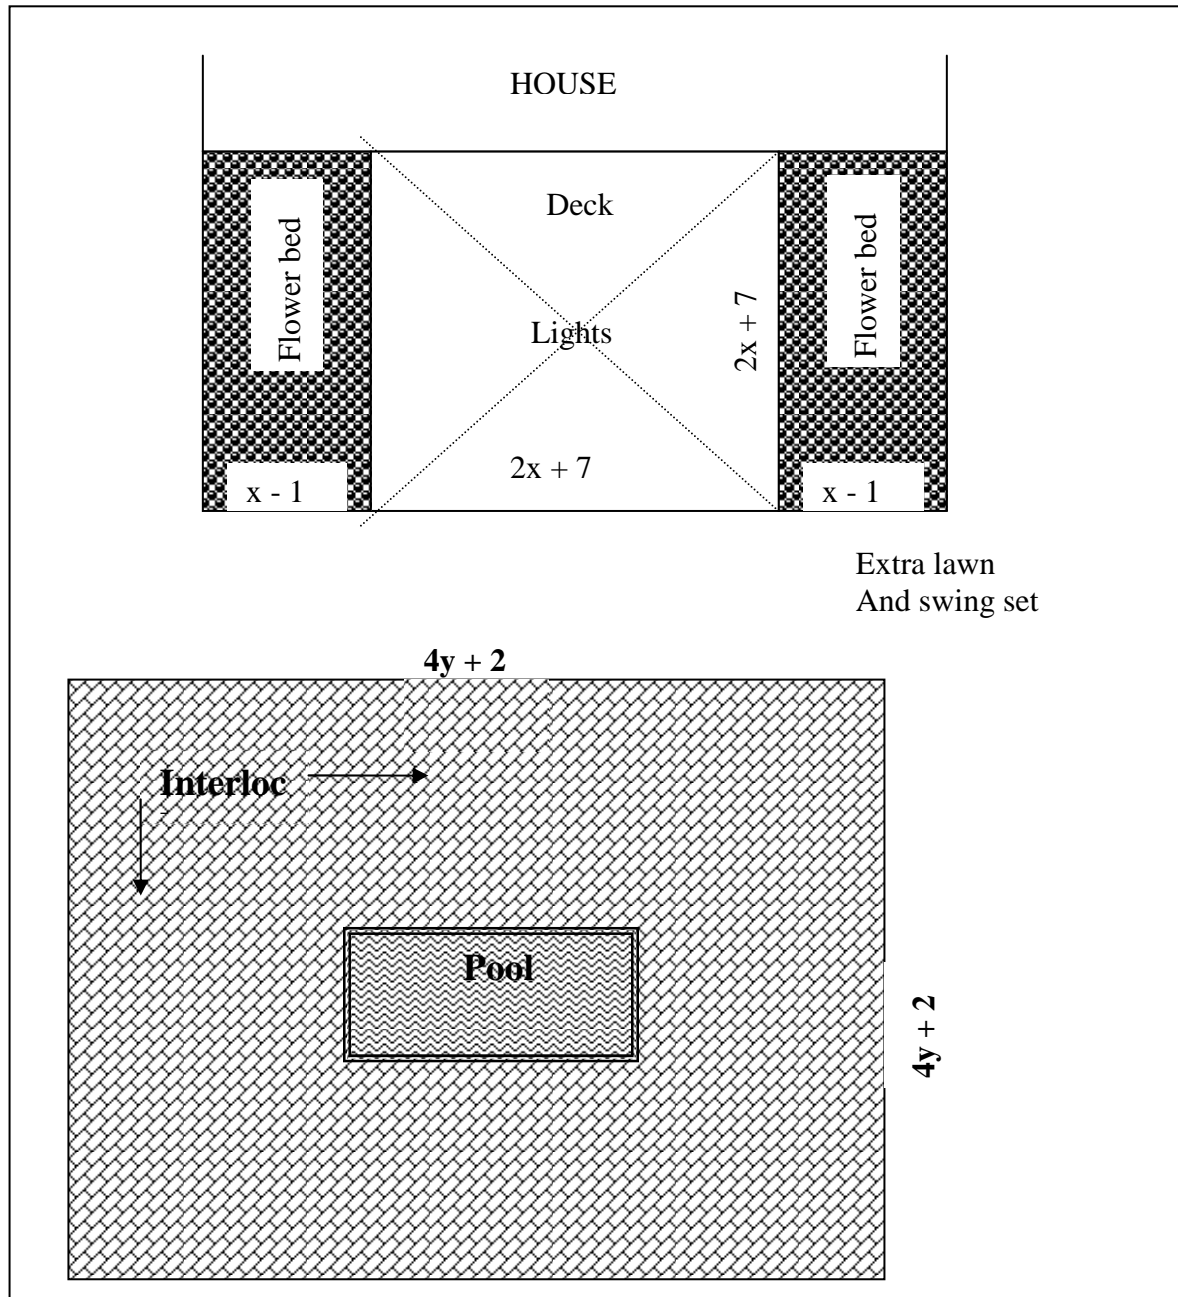 HOUSE
Deck
Flower bed
Flower bed
Lights
2x + 7
2x + 7
x - 1
x - 1
Extra lawn
And swing set
4y + 2
Interloc
Pool
4y + 2